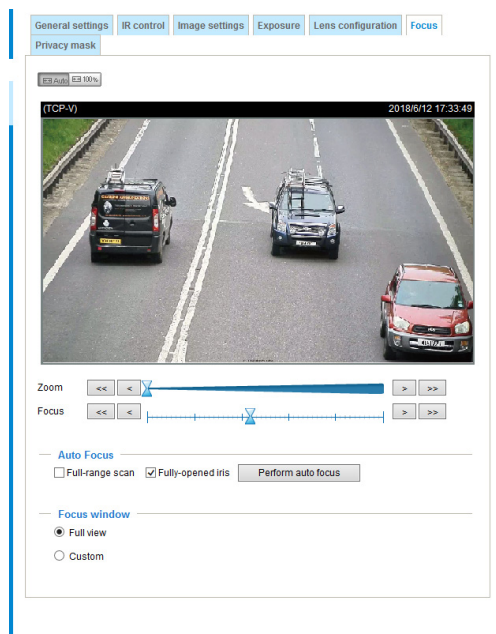 General settings IR control Image settings Exposure Lens configuration Focus
Privacy mask
Auto 100%
(TCP-V) 2018/6/12 17:33:49
Zoom << < > >>
Focus << < > >>
Auto Focus
Full-range scan Fully-opened iris Perform auto focus
Focus window
Full view
Custom